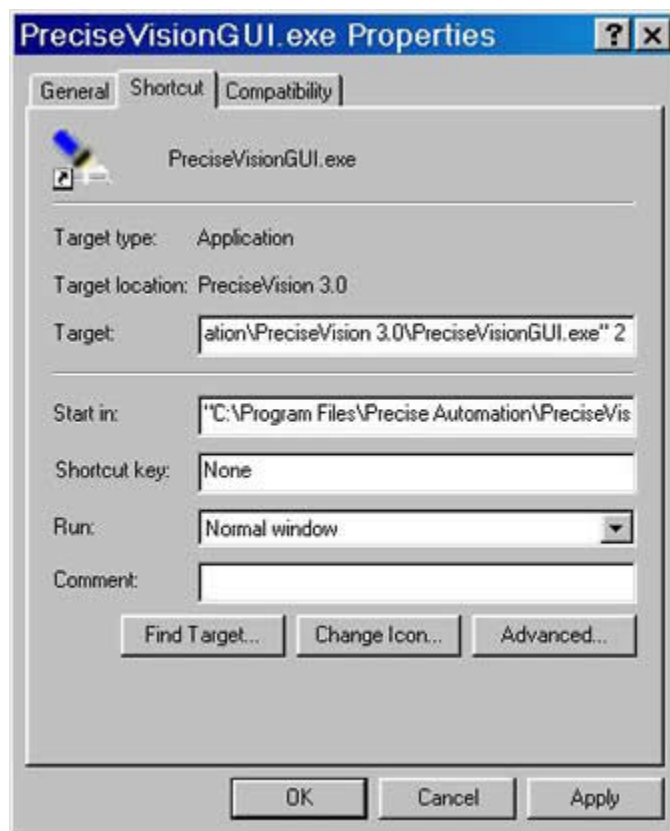 PreciseVisionGUI.exe Properties
General Shortcut Compatibility
PreciseVisionGUI.exe
Target type: Application
Target location: PreciseVision 3.0
Target: ation\PreciseVision 3.0\PreciseVisionGUI.exe" 2
Start in: "C:\Program Files\Precise Automation\PreciseVis
Shortcut key: None
Run: Normal window
Comment:
Find Target... Change Icon... Advanced...
OK Cancel Apply